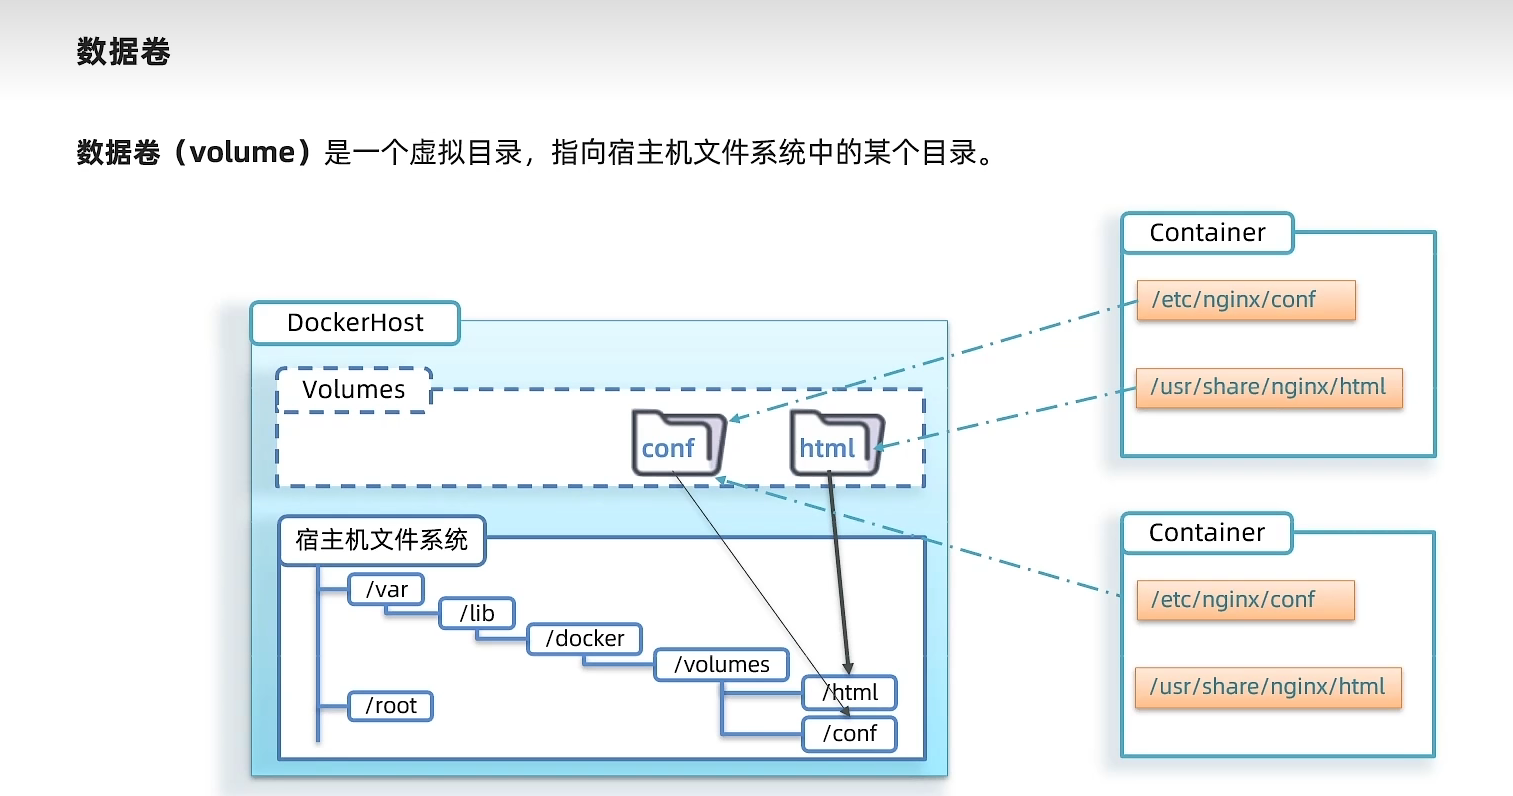 数据卷
数据卷（volume）是一个虚拟目录，指向宿主机文件系统中的某个目录。
Container
/etc/nginx/conf
/usr/share/nginx/html
DockerHost
Volumes
conf
html
宿主机文件系统
/var
/lib
/docker
/volumes
/html
/root
/conf
Container
/etc/nginx/conf
/usr/share/nginx/html